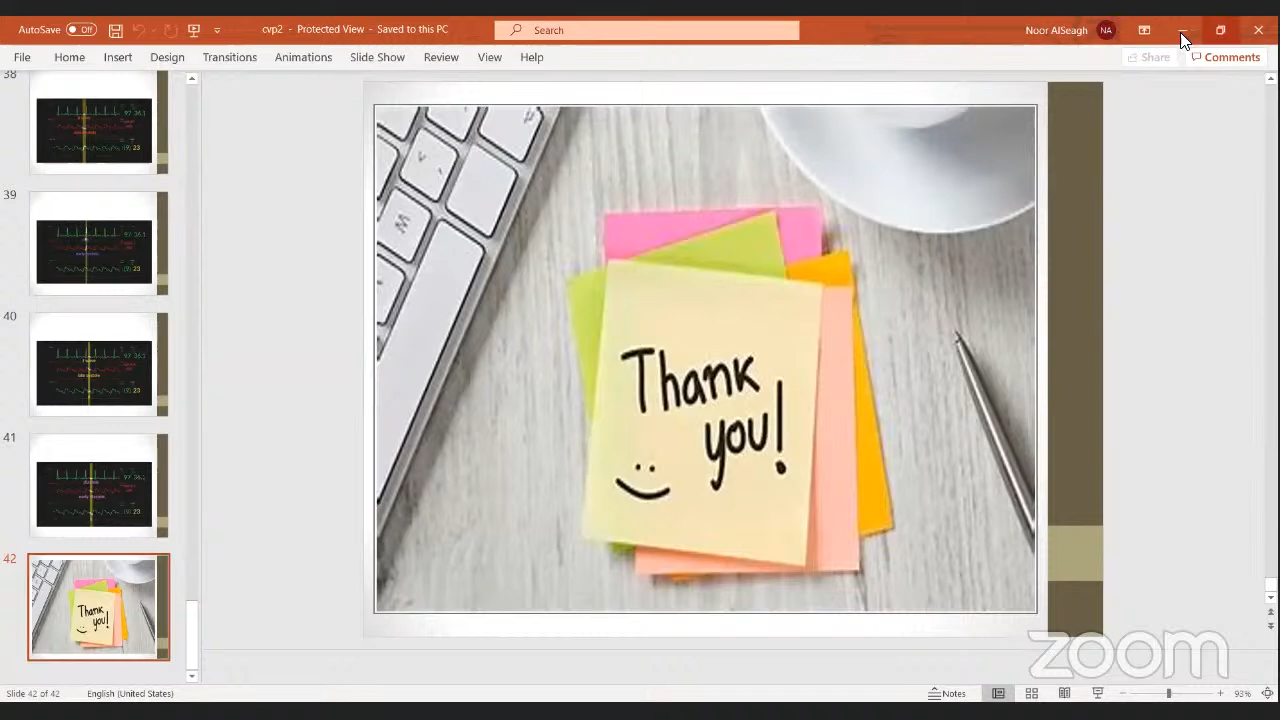 AutoSave Off
cvp2 - Protected View - Saved to this PC
Search
Noor AlSeagh NA
File Home Insert Design Transitions Animations Slide Show Review View Help
Share Comments
38
39
40
41
42
Thank
you!
Thank
you!
zoom
Slide 42 of 42 English (United States)
Notes
93%